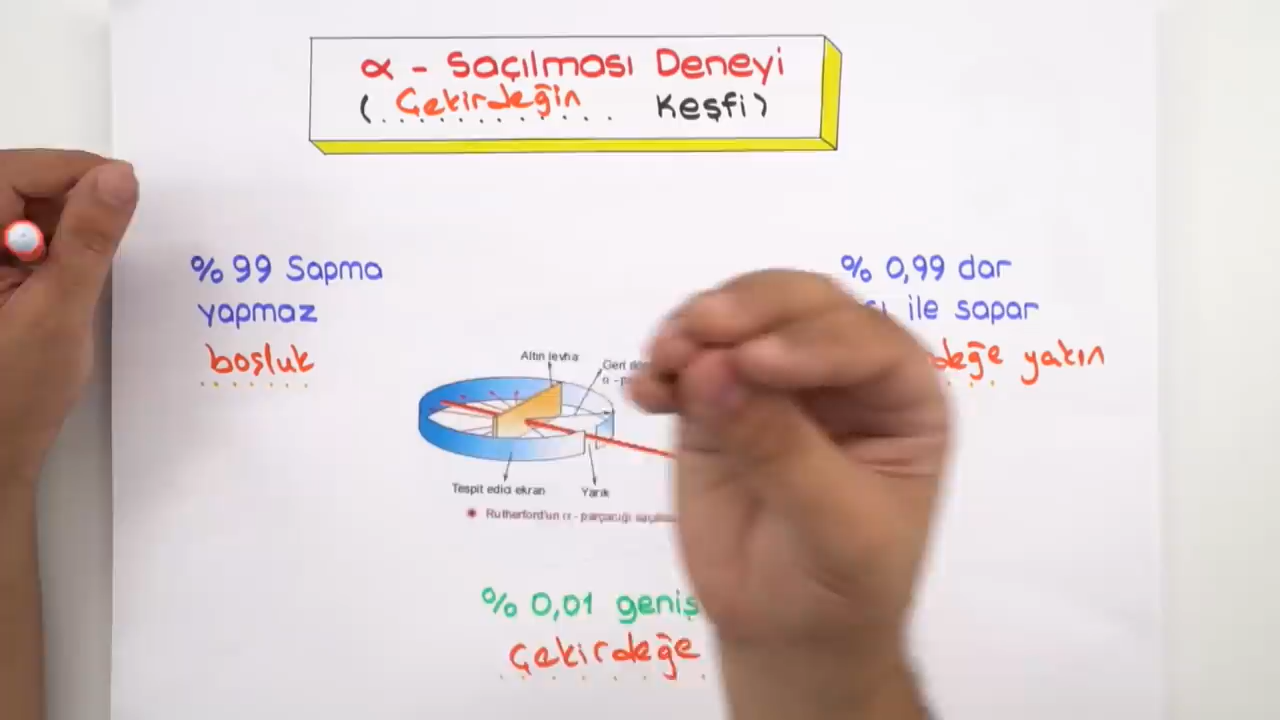 α - Saçılması Deneyi
(Çekirdeğin Keşfi)
% 99 Sapma
yapmaz
boşluk
% 0,99 dar
ile sapar
yakın
Altın levha
Geri
α - 
Tespit edici ekran
Yarık
Rutherford'un α - parçacığı
% 0,01 geniş
Çekirdeğe